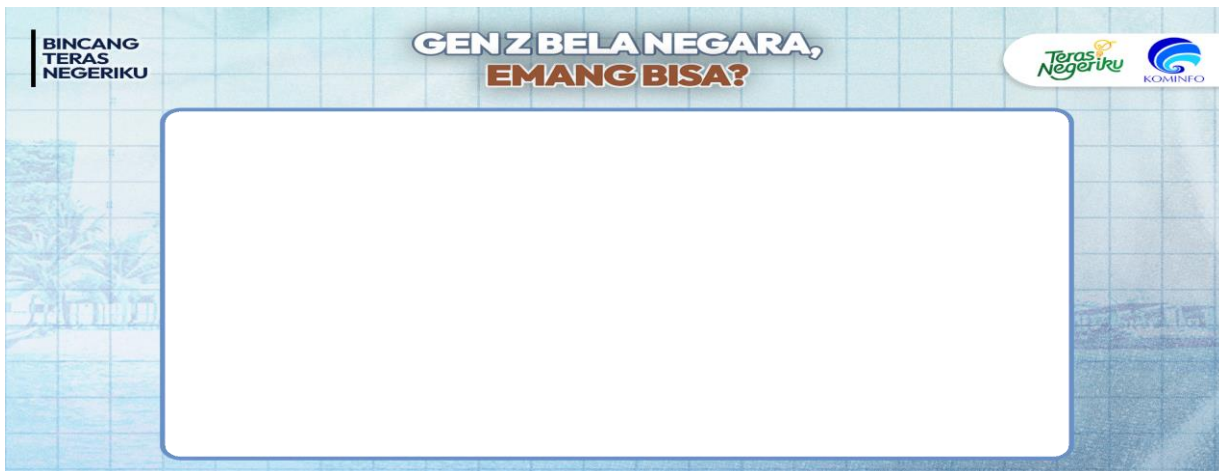 BINCANG
TERAS
NEGERIKU
GEN Z BELA NEGARA,
EMANG BISA?
Teras
Negeriku
KOMINFO